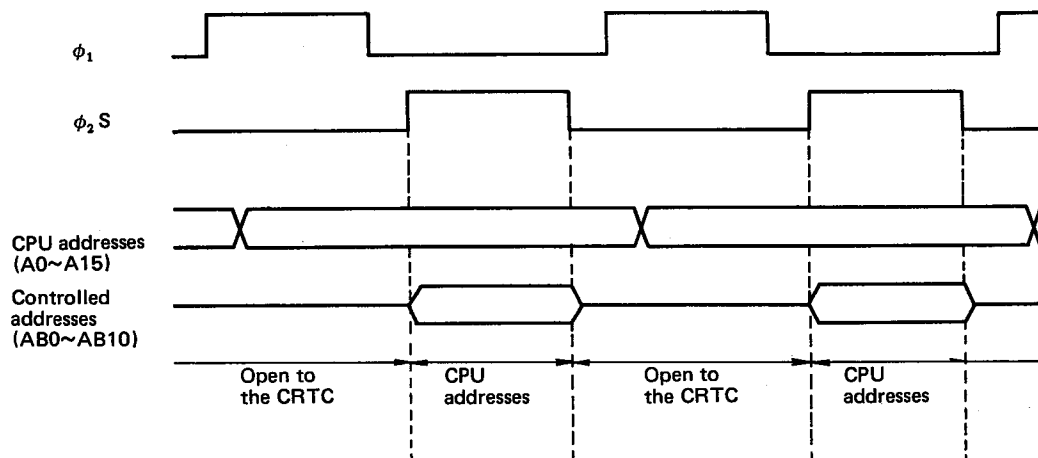 φ₁
φ₂ S
CPU addresses
(A0~A15)
Controlled
addresses
(AB0~AB10)
Open to
the CRTC
CPU
addresses
Open to
the CRTC
CPU
addresses